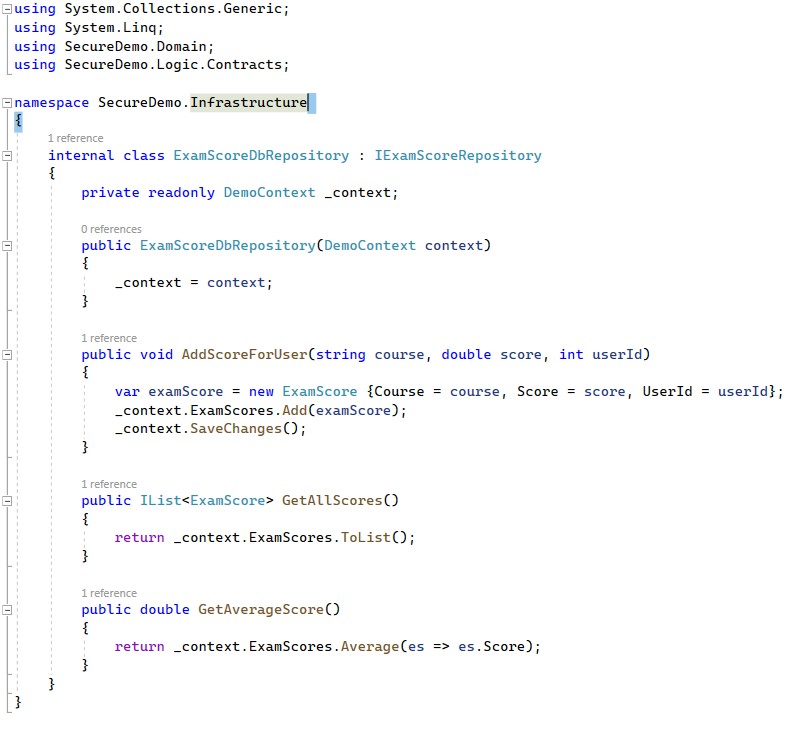 using System.Collections.Generic;
using System.Linq;
using SecureDemo.Domain;
using SecureDemo.Logic.Contracts;
namespace SecureDemo.Infrastructure
{
1 reference
internal class ExamScoreDbRepository : IExamScoreRepository
{
private readonly DemoContext _context;
0 references
public ExamScoreDbRepository(DemoContext context)
{
_context = context;
}
1 reference
public void AddScoreForUser(string course, double score, int userId)
{
var examScore = new ExamScore {Course = course, Score = score, UserId = userId};
_context.ExamScores.Add(examScore);
_context.SaveChanges();
}
1 reference
public IList<ExamScore> GetAllScores()
{
return _context.ExamScores.ToList();
}
1 reference
public double GetAverageScore()
{
return _context.ExamScores.Average(es => es.Score);
}
}
}